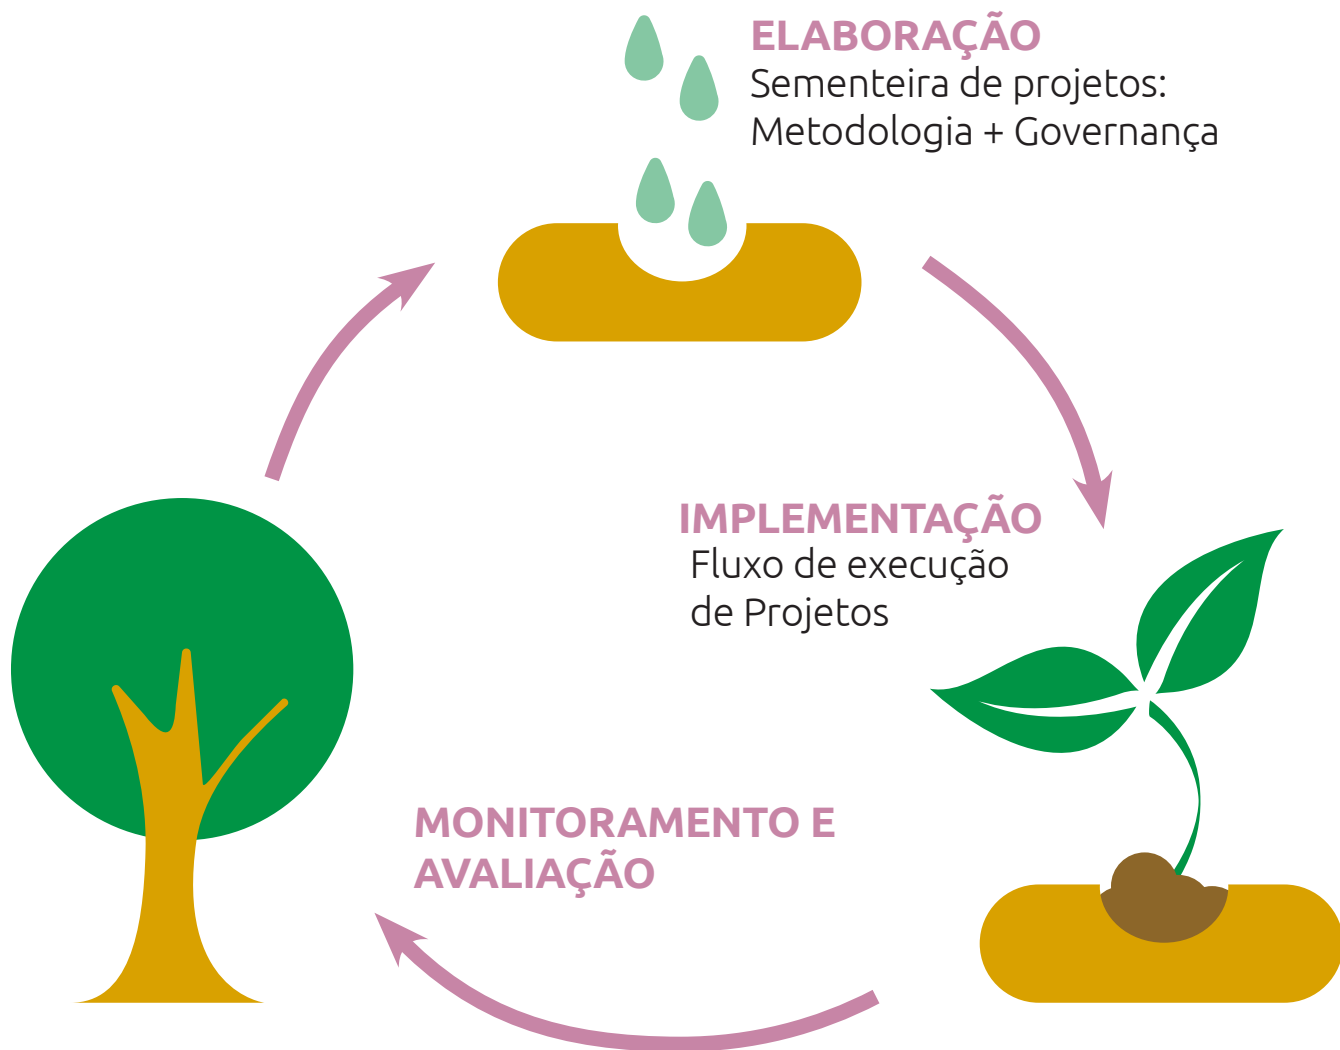 ELABORAÇÃO
Sementeira de projetos:
Metodologia + Governança
IMPLEMENTAÇÃO
Fluxo de execução
de Projetos
MONITORAMENTO E
AVALIAÇÃO